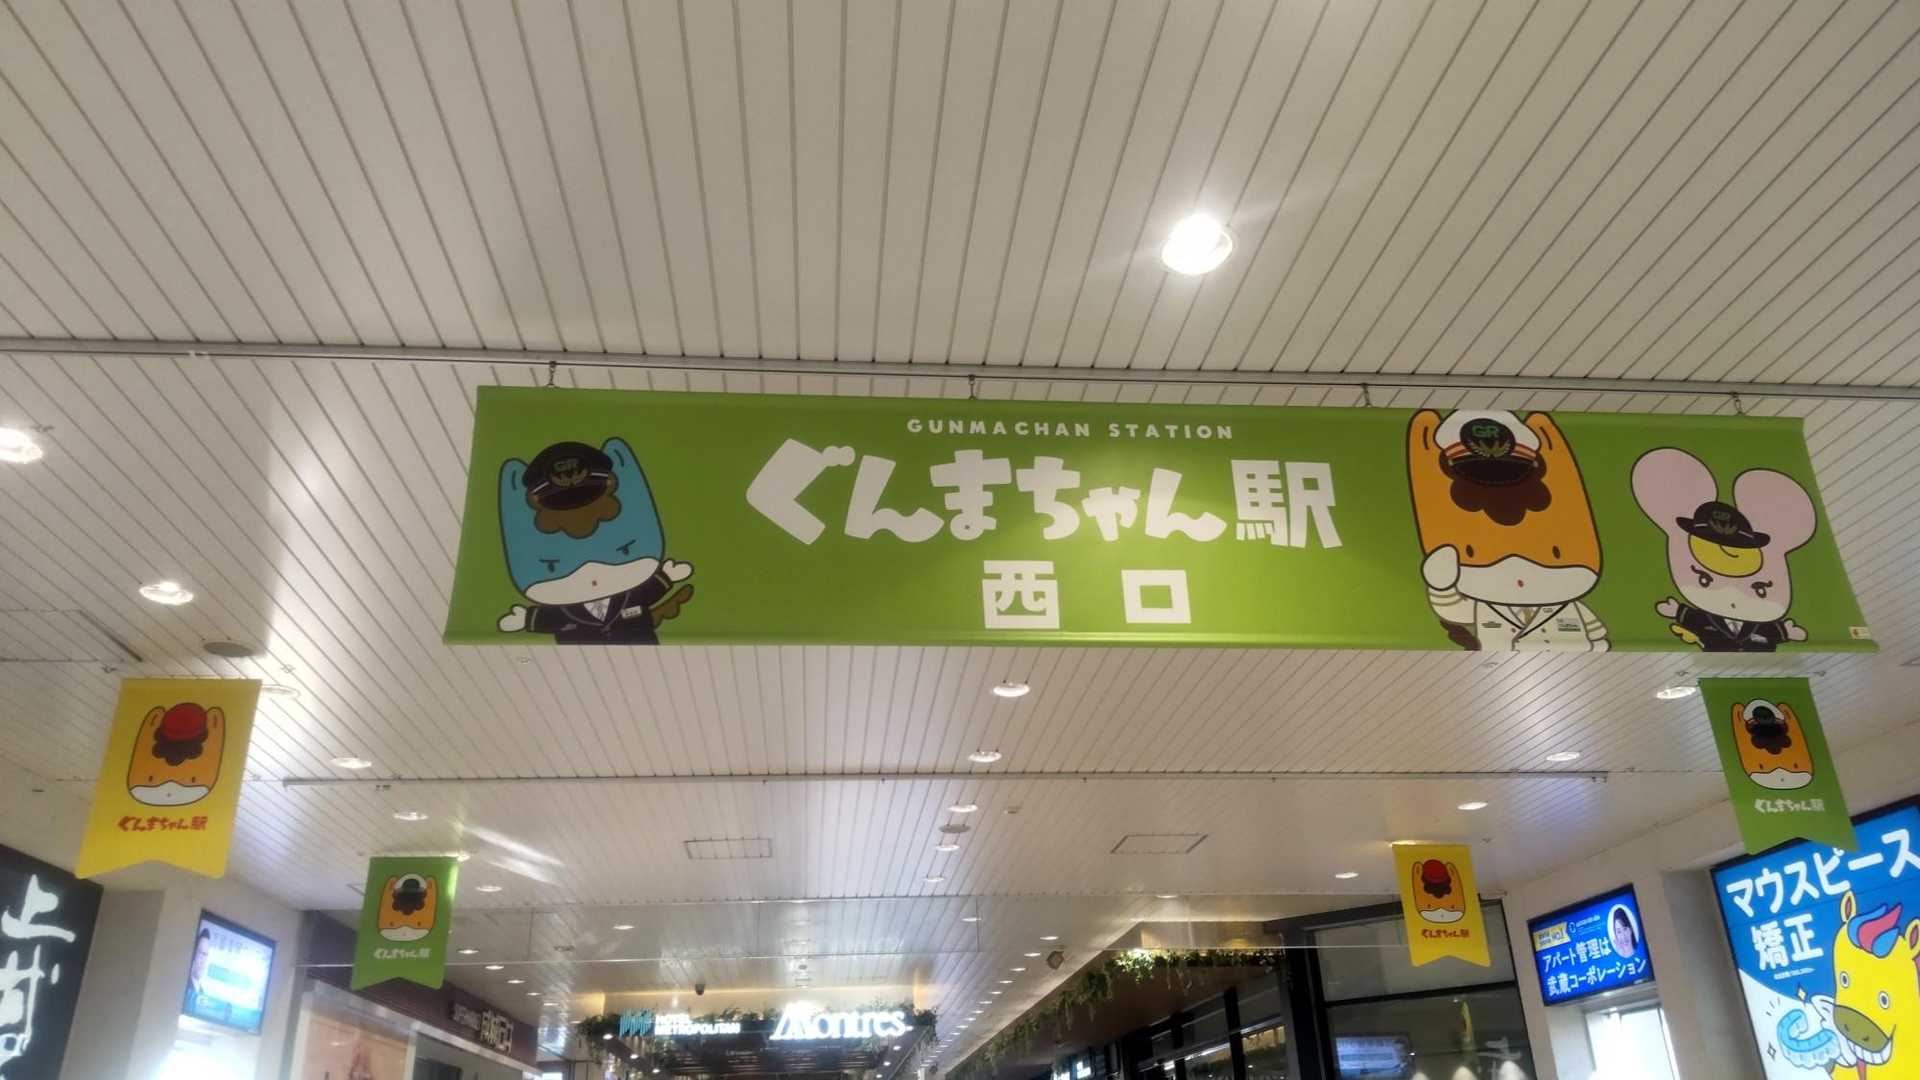 GUNMACHAN STATION
ぐんまちゃん駅
西口
GR
GR
GR
ぐんまちゃん駅
ぐんまちゃん駅
ぐんまちゃん駅
ぐんまちゃん駅
HOTEL
METROPOLITAN
Montres
アパート管理は
武蔵コーポレーション
マウスピース
矯正